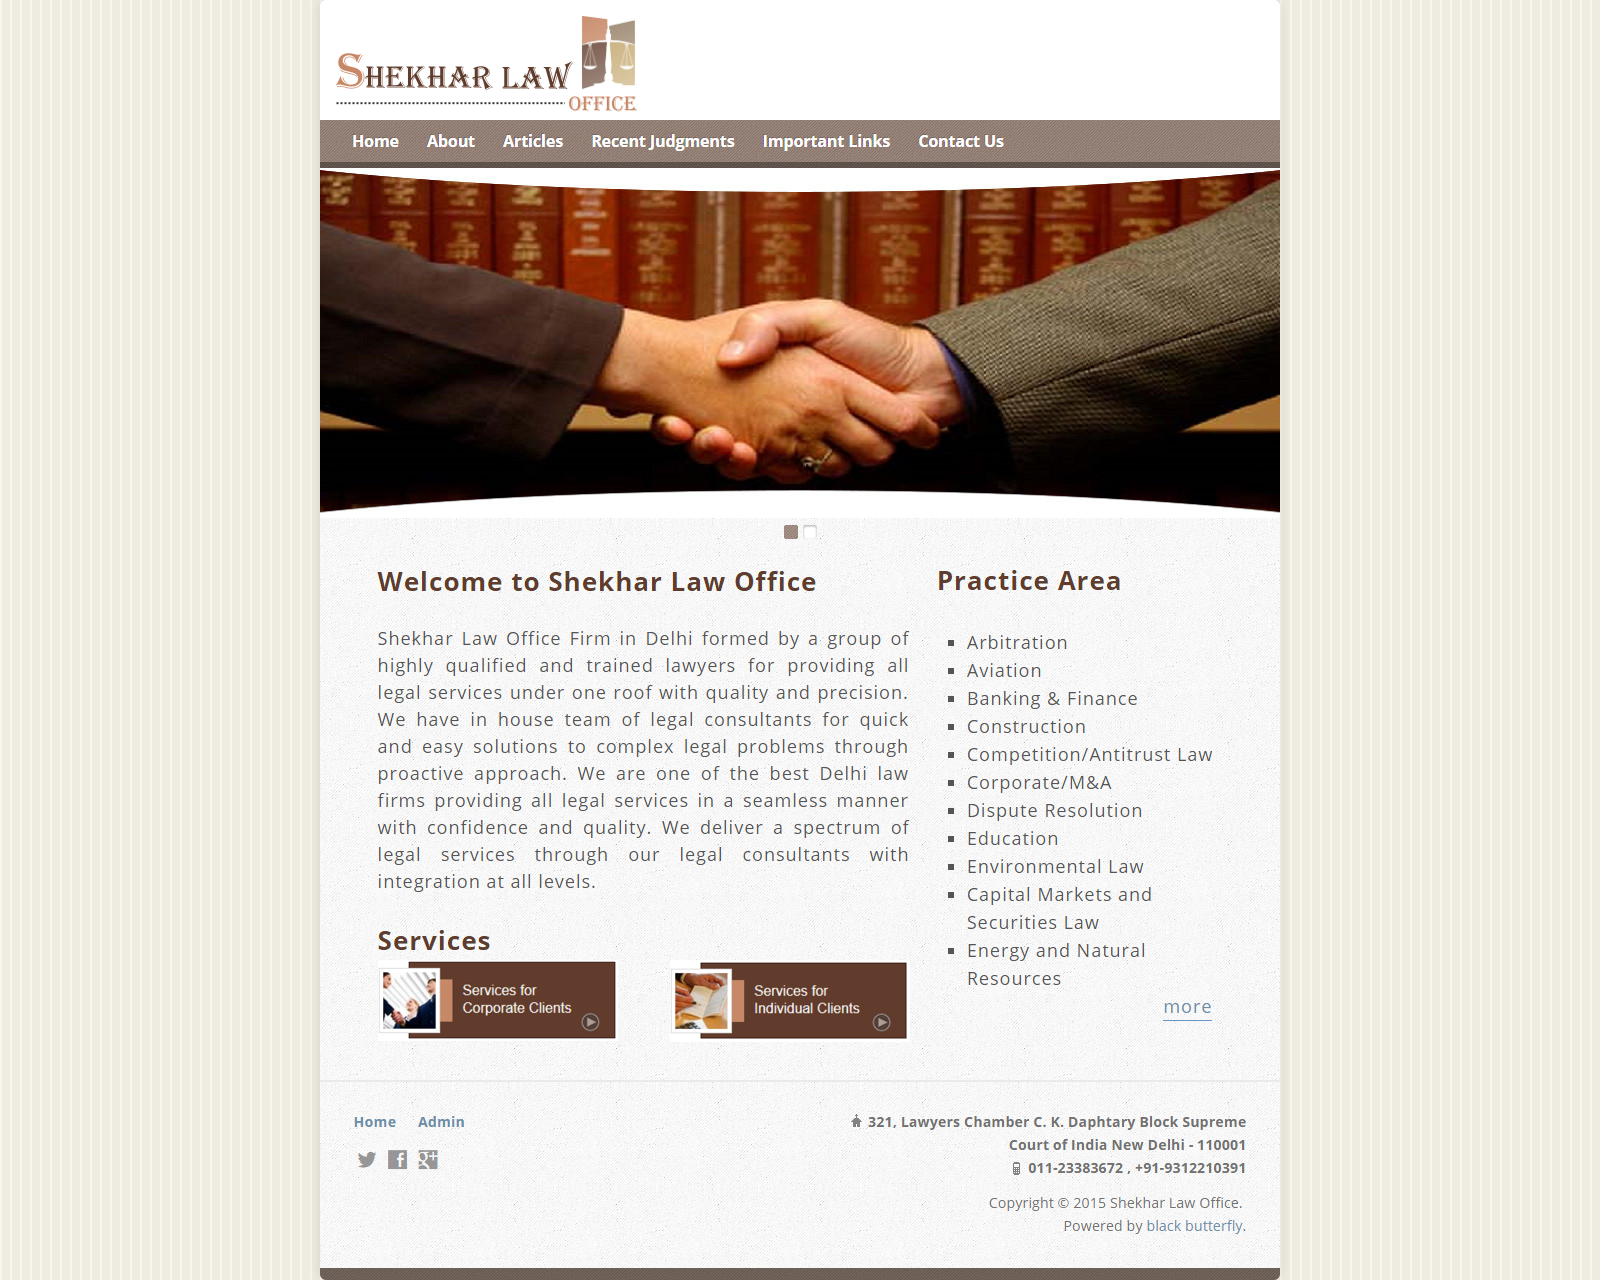 SHEKHAR LAW
OFFICE
Home About Articles Recent Judgments Important Links Contact Us
Welcome to Shekhar Law Office
Shekhar Law Office Firm in Delhi formed by a group of
highly qualified and trained lawyers for providing all
legal services under one roof with quality and precision.
We have in house team of legal consultants for quick
and easy solutions to complex legal problems through
proactive approach. We are one of the best Delhi law
firms providing all legal services in a seamless manner
with confidence and quality. We deliver a spectrum of
legal services through our legal consultants with
integration at all levels.
Services
Services for
Corporate Clients
Services for
Individual Clients
Practice Area
Arbitration
Aviation
Banking & Finance
Construction
Competition/Antitrust Law
Corporate/M&A
Dispute Resolution
Education
Environmental Law
Capital Markets and
Securities Law
Energy and Natural
Resources
more
Home Admin
321, Lawyers Chamber C. K. Daphtary Block Supreme
Court of India New Delhi - 110001
011-23383672 , +91-9312210391
Copyright © 2015 Shekhar Law Office.
Powered by black butterfly.